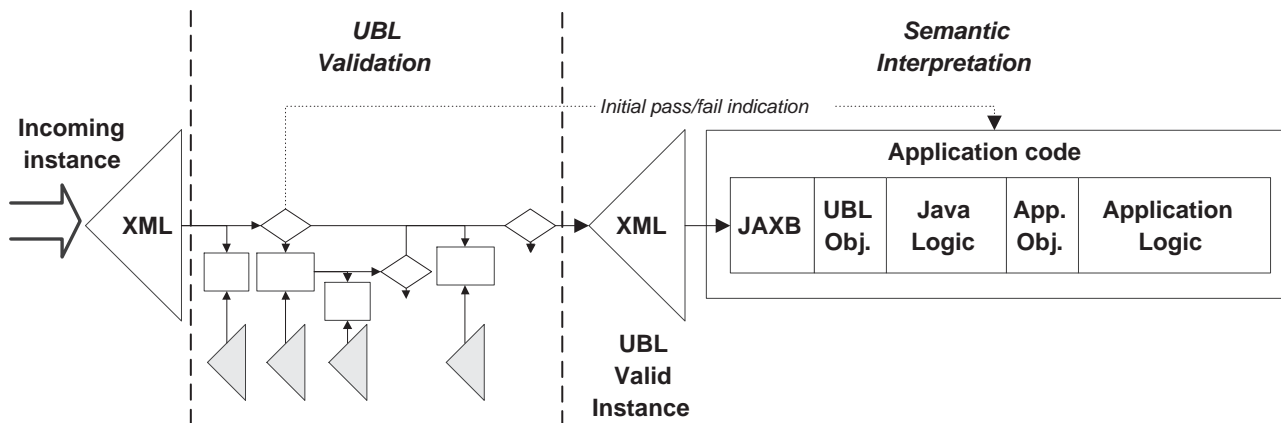 UBL
Validation
Semantic
Interpretation
Initial pass/fail indication
Incoming
instance
XML
XML
Application code
JAXB
UBL
Obj.
Java
Logic
App.
Obj.
Application
Logic
UBL
Valid
Instance